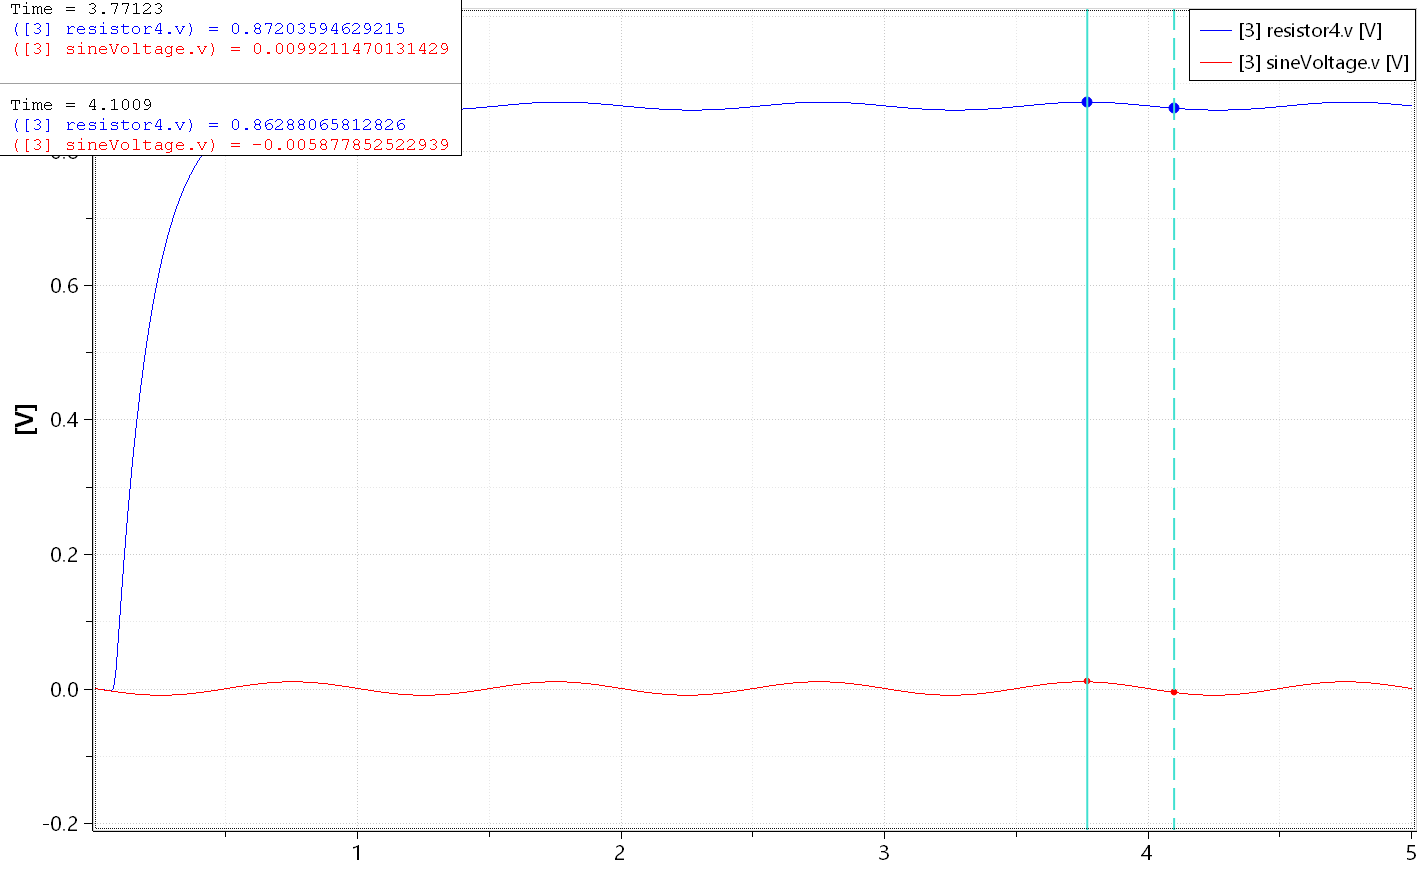 Time = 3.77123
([3] resistor4.v) = 0.87203594629215
([3] sineVoltage.v) = 0.0099211470131429
Time = 4.1009
([3] resistor4.v) = 0.86288065812826
([3] sineVoltage.v) = -0.005877852522939
[3] resistor4.v [V]
[3] sineVoltage.v [V]
0.6
0.4
0.2
0.0
-0.2
[V]
1
2
3
4
5